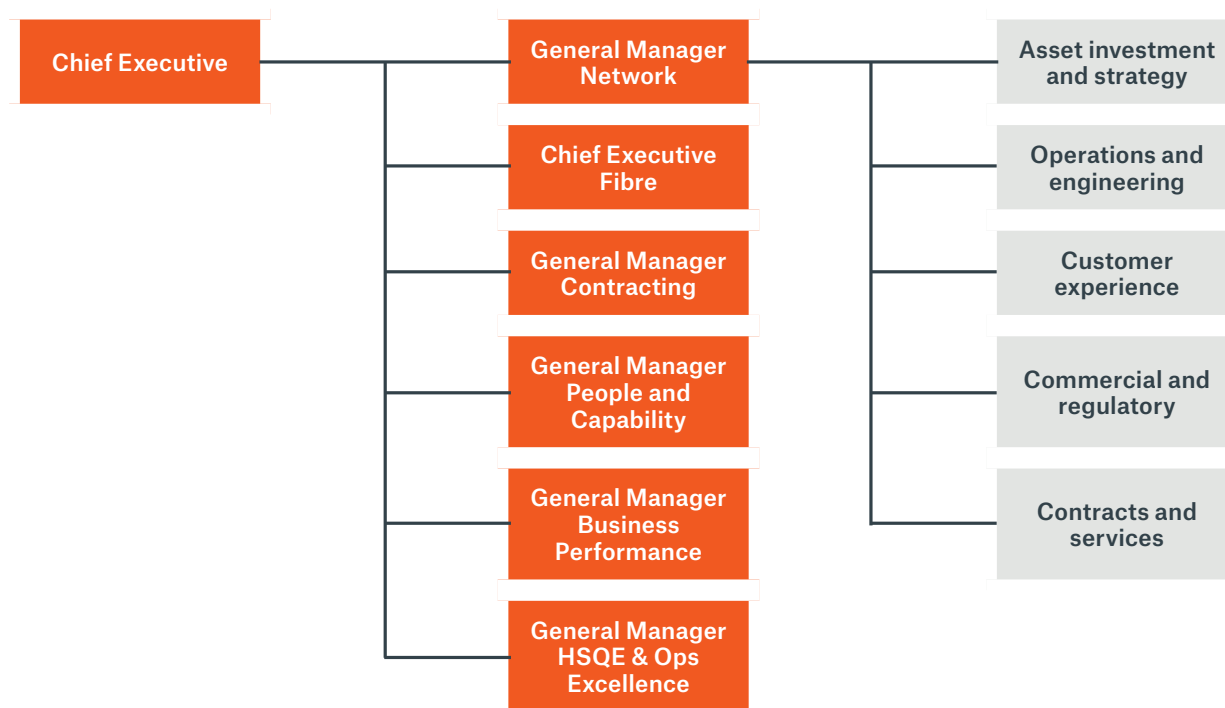 Chief Executive
General Manager
Network
Chief Executive
Fibre
General Manager
Contracting
General Manager
People and
Capability
General Manager
Business
Performance
General Manager
HSQE & Ops
Excellence
Asset investment
and strategy
Operations and
engineering
Customer
experience
Commercial and
regulatory
Contracts and
services